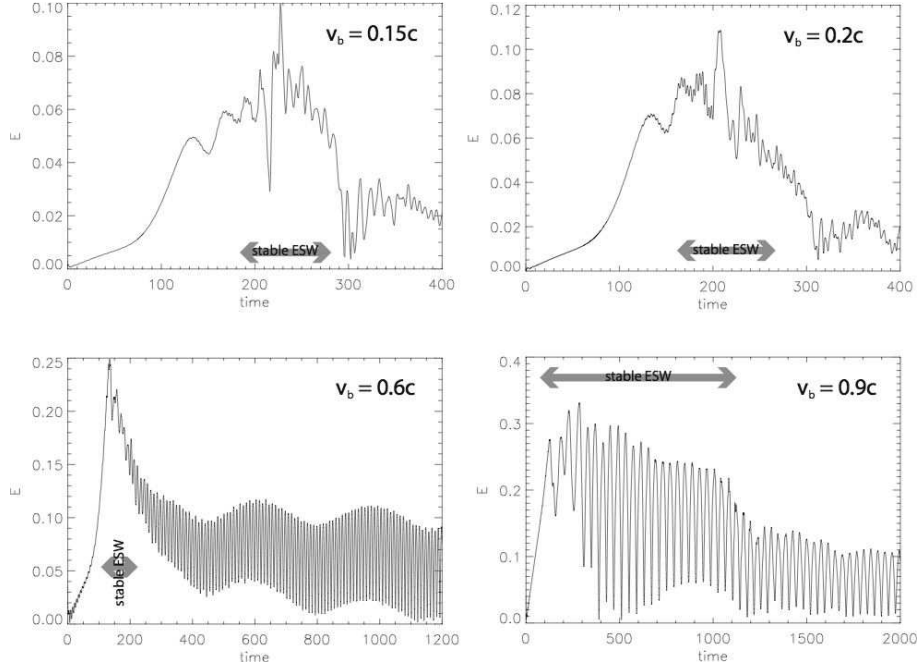 v_b = 0.15c
E
0.10
0.08
0.06
0.04
0.02
0.00
stable ESW
0 100 200 300 400
time
v_b = 0.2c
E
0.12
0.10
0.08
0.06
0.04
0.02
0.00
stable ESW
0 100 200 300 400
time
v_b = 0.6c
E
0.25
0.20
0.15
0.10
0.05
0.00
stable ESW
0 200 400 600 800 1000 1200
time
stable ESW
v_b = 0.9c
E
0.4
0.3
0.2
0.1
0.0
0 500 1000 1500 2000
time